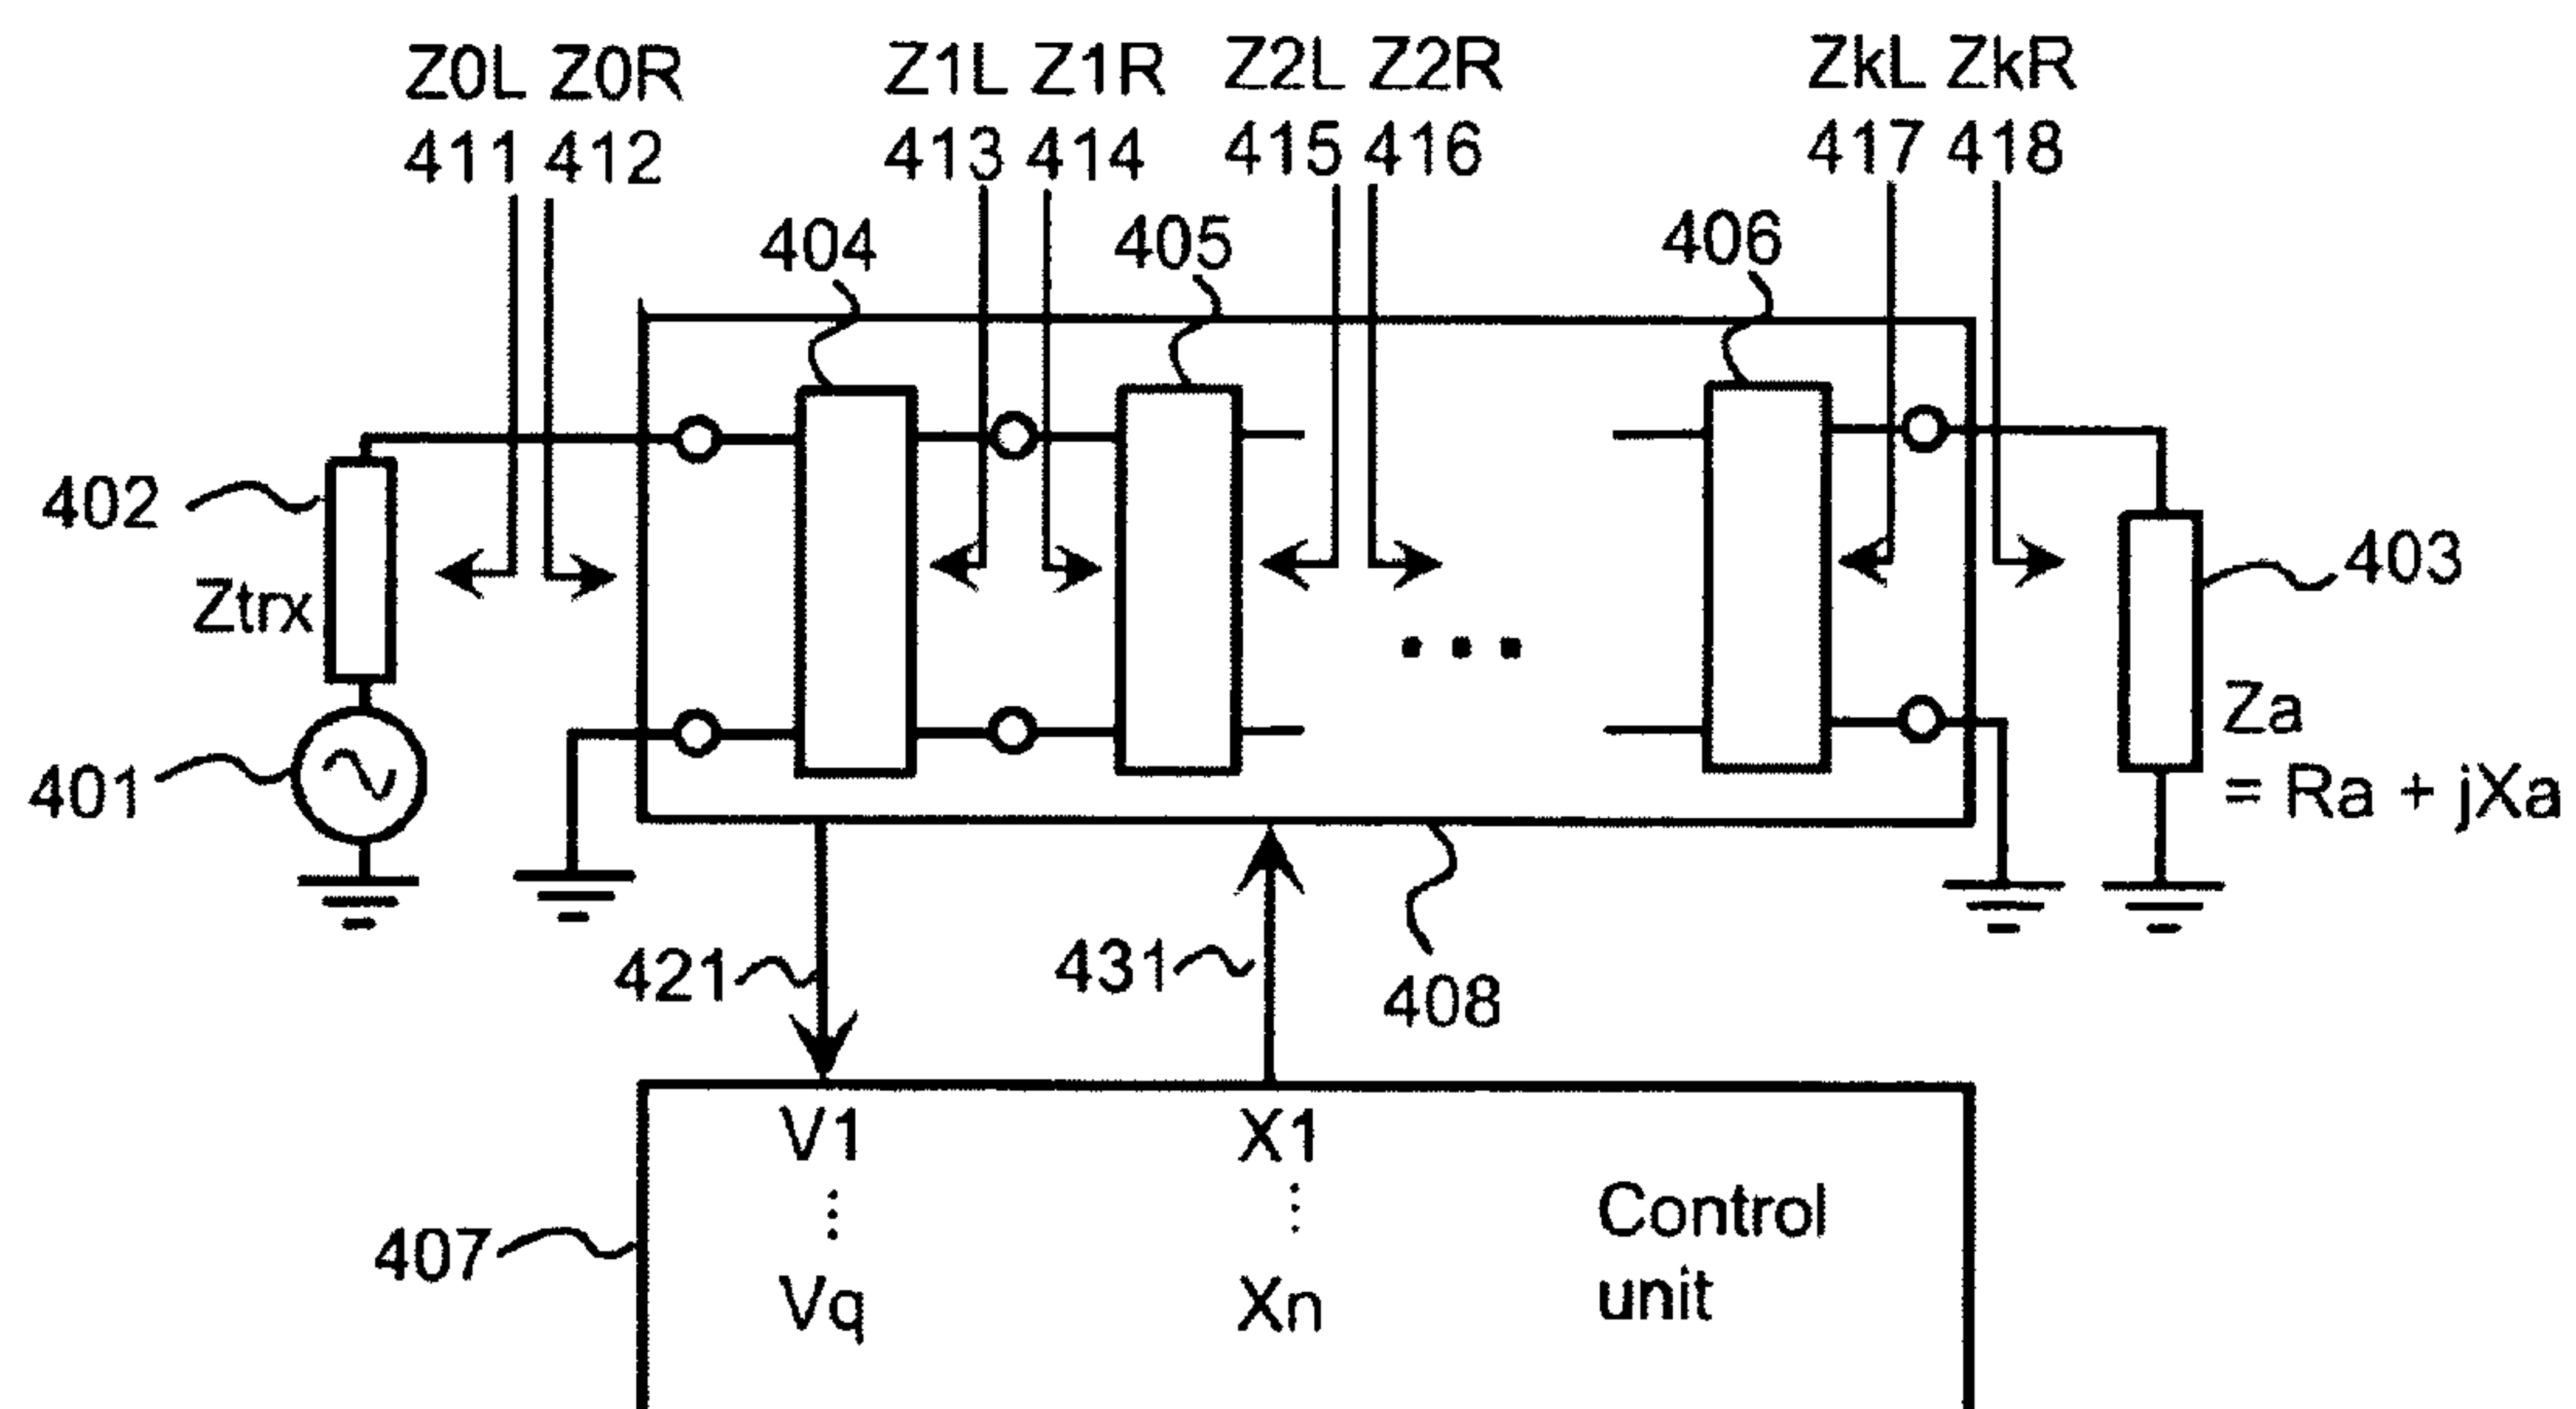 Z0L Z0R Z1L Z1R Z2L Z2R ZkL ZkR
411 412 413 414 415 416 417 418
404 405 406
402
403
Ztrx
Za
= Ra + jXa
401
421 431 408
V1 X1
⋮ ⋮
Control
407
unit
Vq Xn